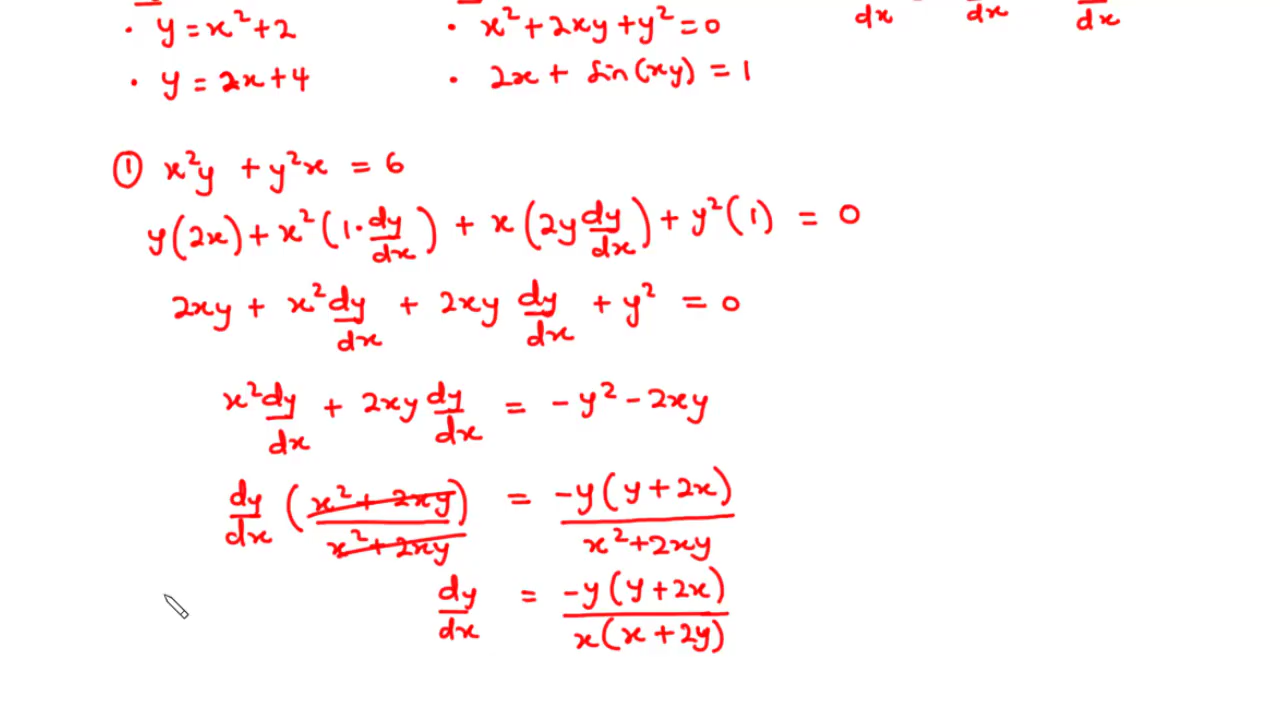 dx dx dx
• y = x² + 2 • x² + 2xy + y² = 0
• y = 2x + 4 • 2x + sin(xy) = 1
① x²y + y²x = 6
y(2x) + x²(1·dy/dx) + x(2y dy/dx) + y²(1) = 0
2xy + x² dy/dx + 2xy dy/dx + y² = 0
x² dy/dx + 2xy dy/dx = -y² - 2xy
dy/dx ((x² + 2xy)/(x² + 2xy)) = -y(y + 2x)/(x² + 2xy)
dy/dx = -y(y + 2x)/(x(x + 2y))